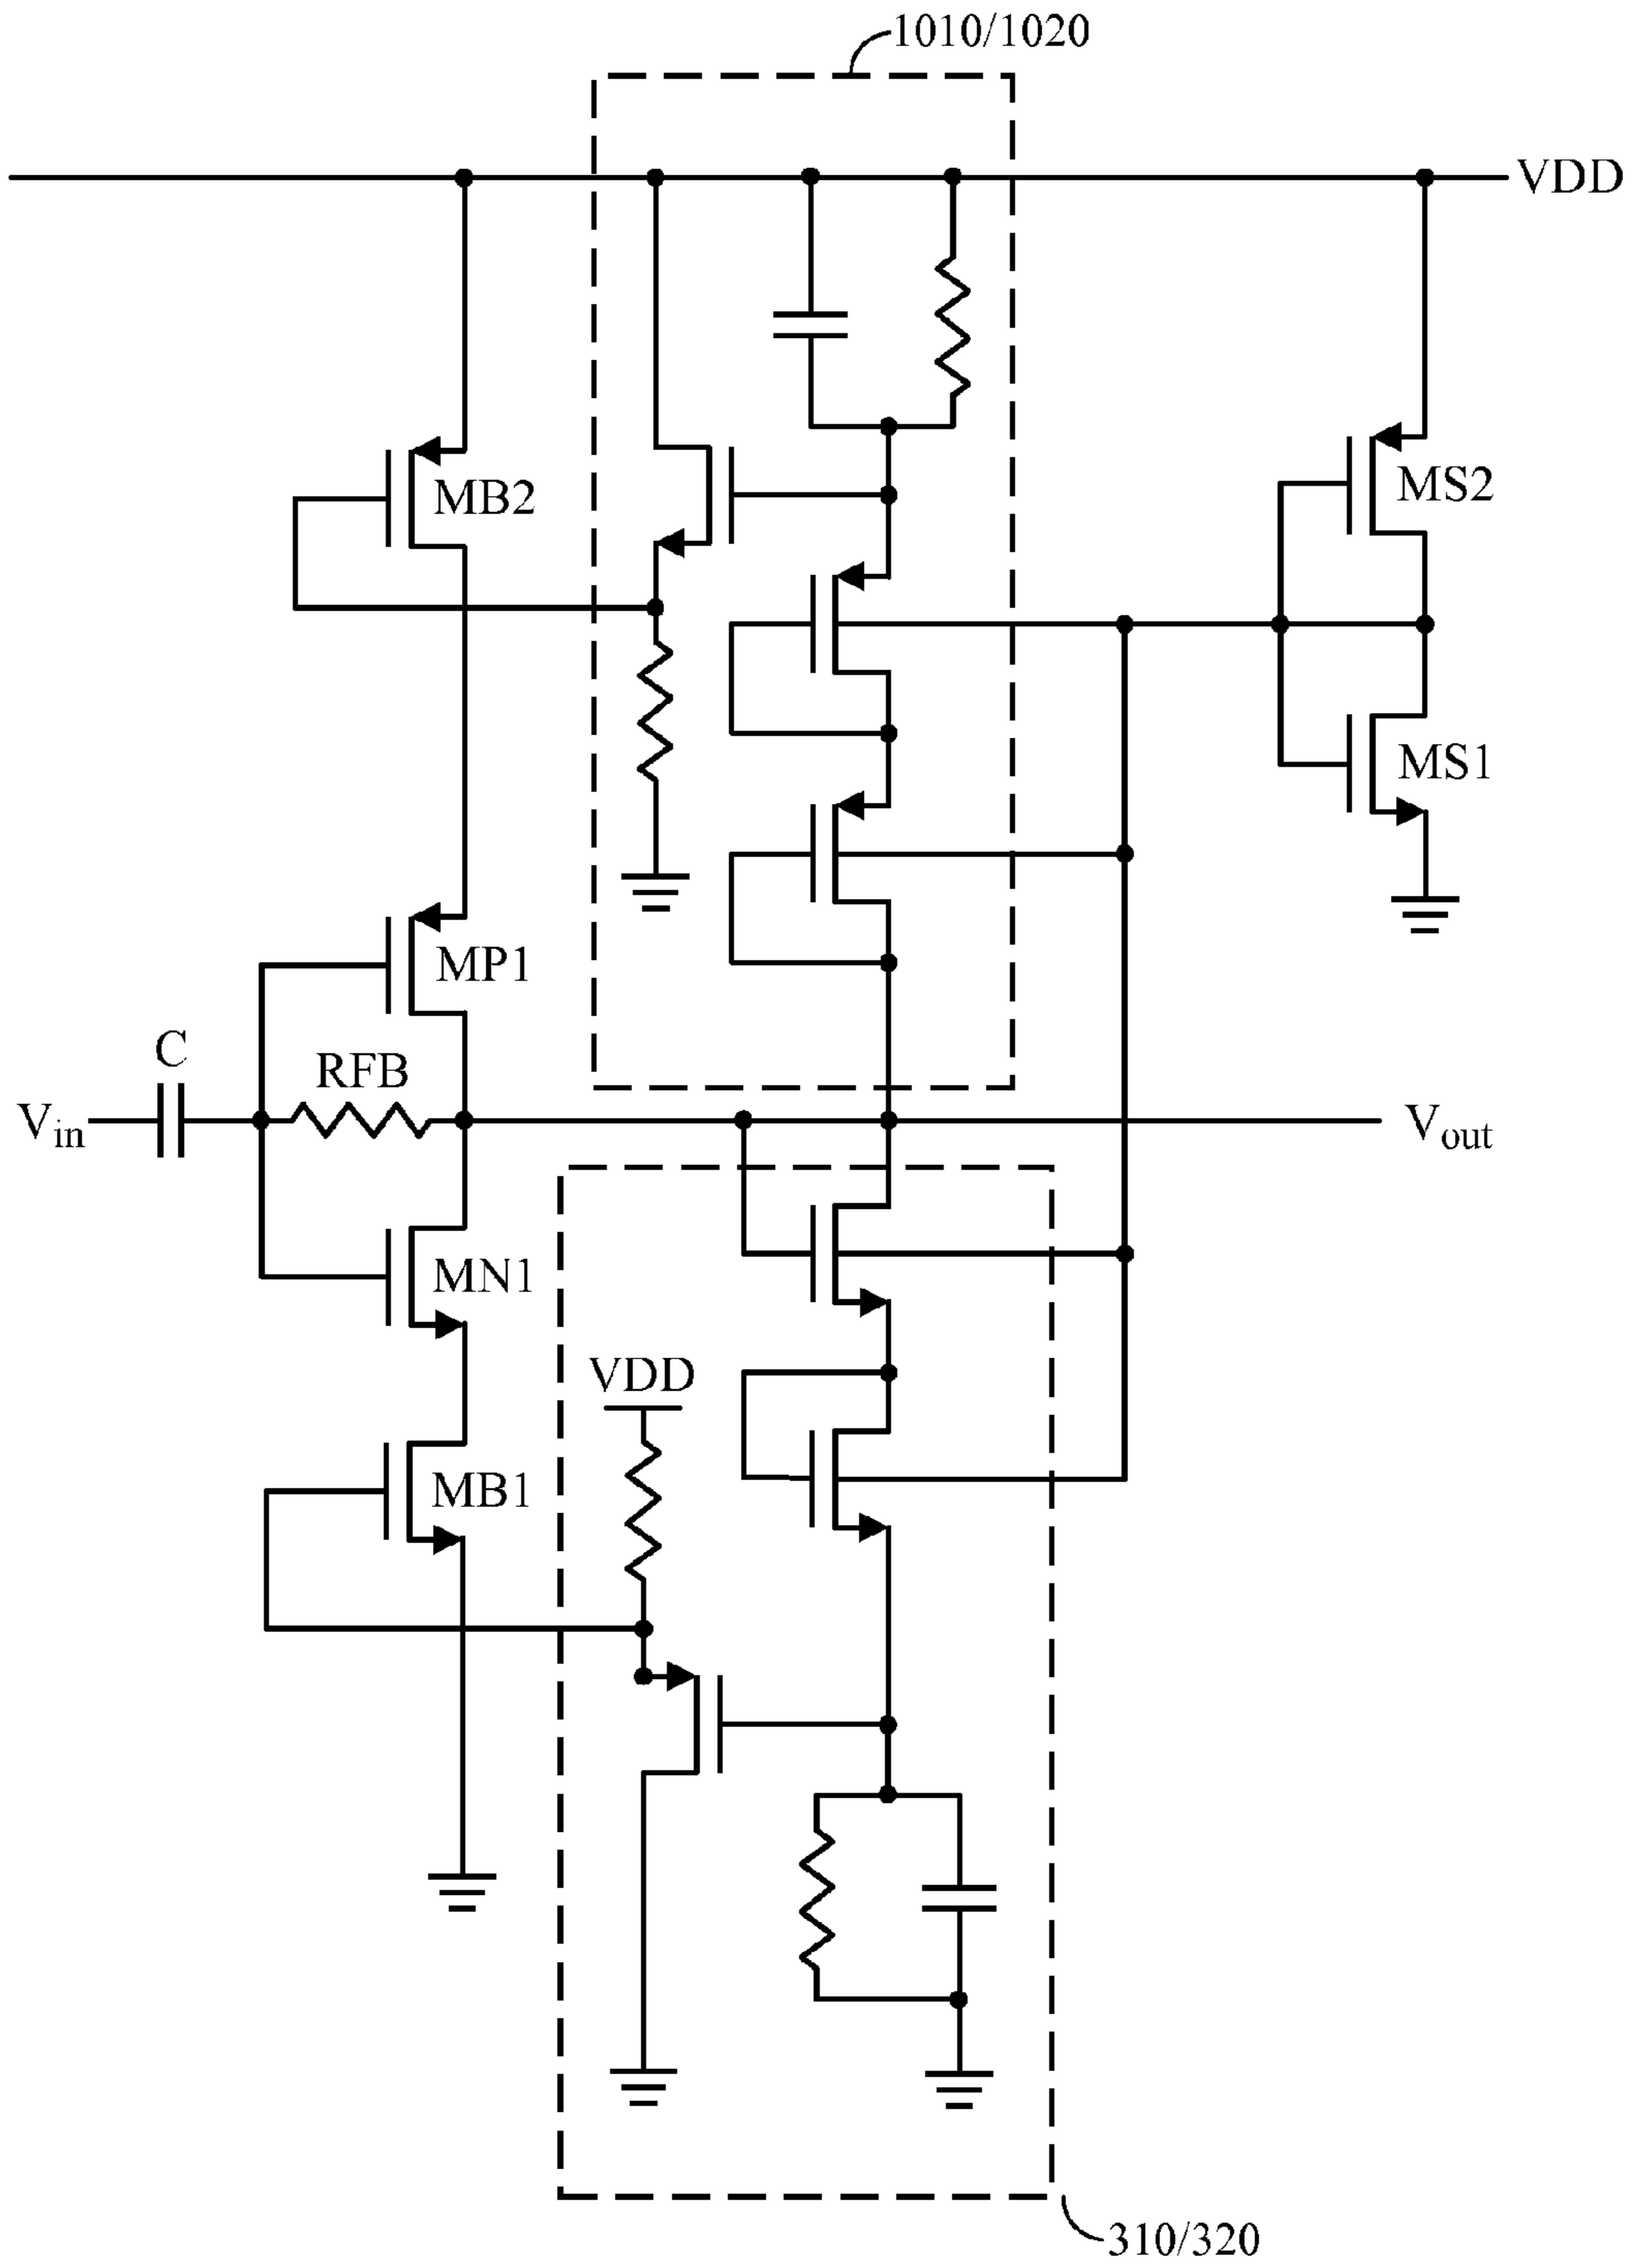 1010/1020
VDD
MB2
MS2
MS1
MP1
C
RFB
Vin
Vout
MN1
VDD
MB1
310/320